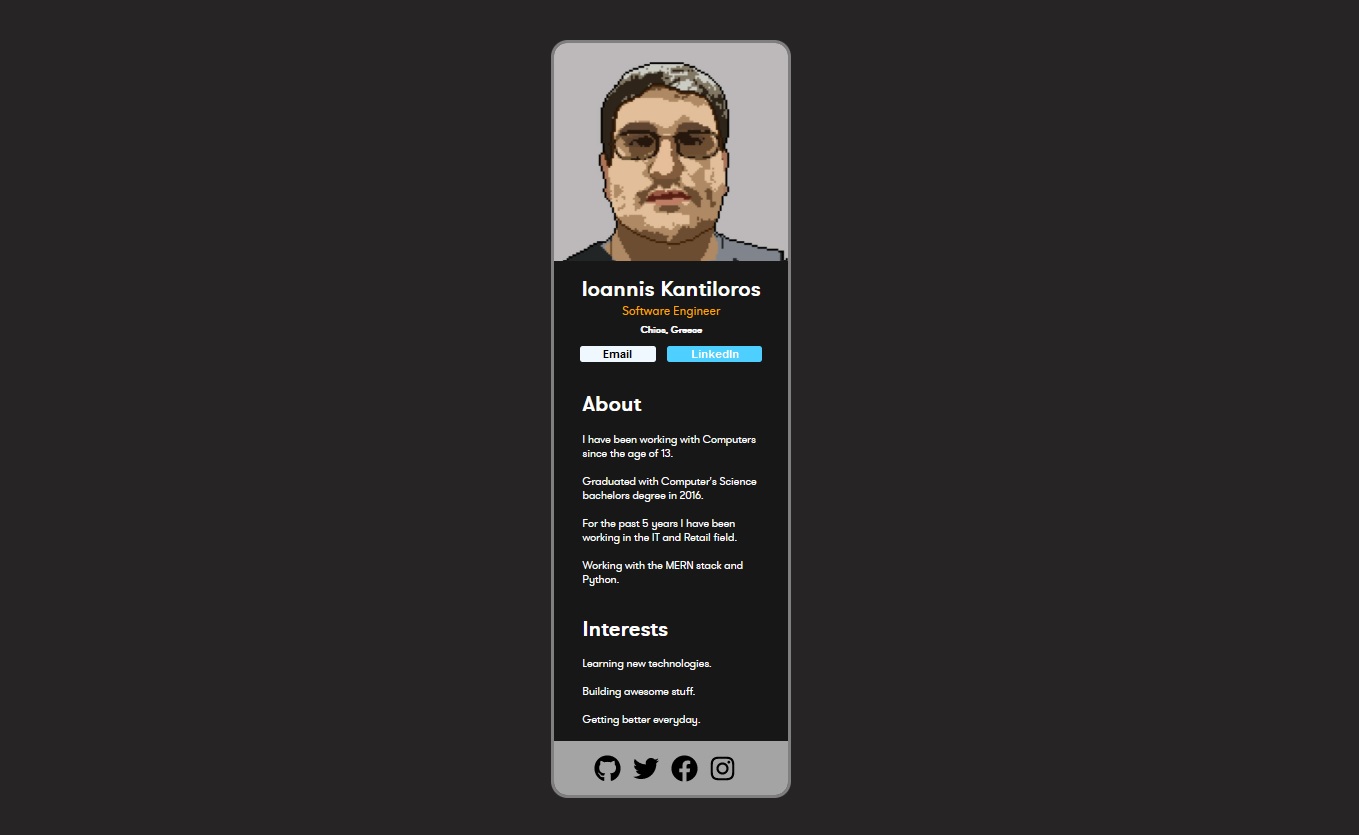 Ioannis Kantiloros
Software Engineer
Chios, Greece
Email
LinkedIn
About
I have been working with Computers
since the age of 13.
Graduated with Computer's Science
bachelors degree in 2016.
For the past 5 years I have been
working in the IT and Retail field.
Working with the MERN stack and
Python.
Interests
Learning new technologies.
Building awesome stuff.
Getting better everyday.